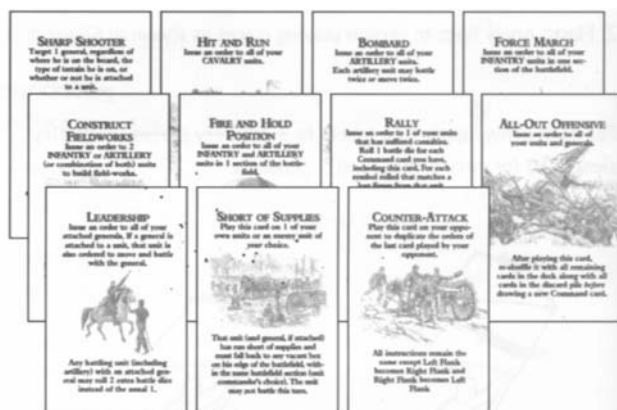 SHARP SHOOTER
Target 1 general, regardless of
where he is on the board, the
type of terrain he is on, or
whether or not he is attached
to a unit.
HIT AND RUN
Issue an order to all of your
CAVALRY units.
BOMBARD
Issue an order to all of your
ARTILLERY units.
Each artillery unit may battle
twice or move twice.
FORCE MARCH
Issue an order to all of your
INFANTRY units in one sec-
tion of the battlefield.
CONSTRUCT
FIELDWORKS
Issue an order to 2
INFANTRY or ARTILLERY
(or combination of both) units
to build field-works.
FIRE AND HOLD
POSITION
Issue an order to all of your
INFANTRY and ARTILLERY
units in 1 section of the battle-
field.
RALLY
Issue an order to 1 of your units
that has suffered casualties.
Roll 1 battle die for each
Command card you have,
including this card. For each
symbol rolled that matches a
ALL-OUT OFFENSIVE
Issue an order to all of
your units and generals.
After playing this card,
re-shuffle it with all remaining
cards in the deck along with all
cards in the discard pile before
drawing a new Command card.
LEADERSHIP
Issue an order to all of your
attached generals. If a general is
attached to a unit, that unit is
also ordered to move and battle
with the general.
Any battling unit (including
artillery) with an attached gen-
eral may roll 2 extra battle dice
instead of the usual 1.
SHORT OF SUPPLIES
Play this card on 1 of your
own units or an enemy unit of
your choice.
That unit (and general, if attached)
has run short of supplies and
must fall back to any vacant hex
on his edge of the battlefield, with-
in the same battlefield section (unit
commander's choice). The unit
may not battle this turn.
COUNTER-ATTACK
Play this card on your oppo-
nent to duplicate the orders of
the last card played by your
opponent.
All instructions remain the
same except Left Flank
becomes Right Flank and
Right Flank becomes Left
Flank.